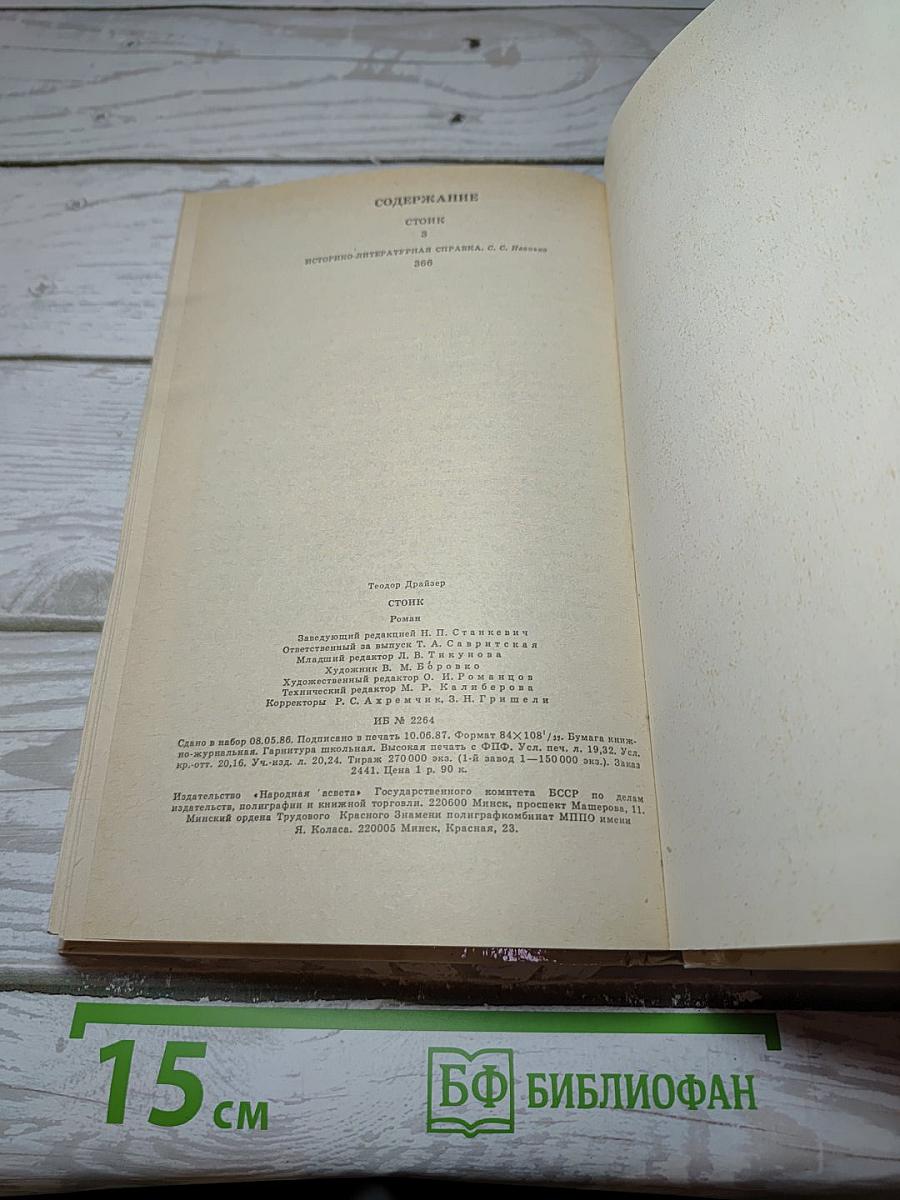 СОДЕРЖАНИЕ
СТОИК
3
ИСТОРИКО-ЛИТЕРАТУРНАЯ СПРАВКА. С. С.
366
Теодор Драйзер
СТОИК
Роман
Заведующий редакцией Н. П. Станкевич
Ответственный за выпуск Т. А. Савритская
Младший редактор Л. В. Тикунова
Художник В. М. Боровко
Художественный редактор О. И. Романцов
Технический редактор М. Р. Калиберова
Корректоры Р. С. Ахремчик, З. Н. Гришели
ИБ № 2264
Сдано в набор 08.05.86. Подписано в печать 10.06.87. Формат 84×108¹/₃₂. Бумага книж-
но-журнальная. Гарнитура школьная. Высокая печать с ФПФ. Усл. печ. л. 19,32. Усл.
кр.-отт. 20,16. Уч.-изд. л. 20,24. Тираж 270 000 экз. (1-й завод 1—150 000 экз.). Заказ
2441. Цена 1 р. 90 к.
Издательство «Народная асвета» Государственного комитета БССР по делам
издательств, полиграфии и книжной торговли. 220600 Минск, проспект Машерова, 11.
Минский ордена Трудового Красного Знамени полиграфкомбинат МППО имени
Я. Коласа. 220005 Минск, Красная, 23.
15 СМ
БФ БИБЛИОФАН